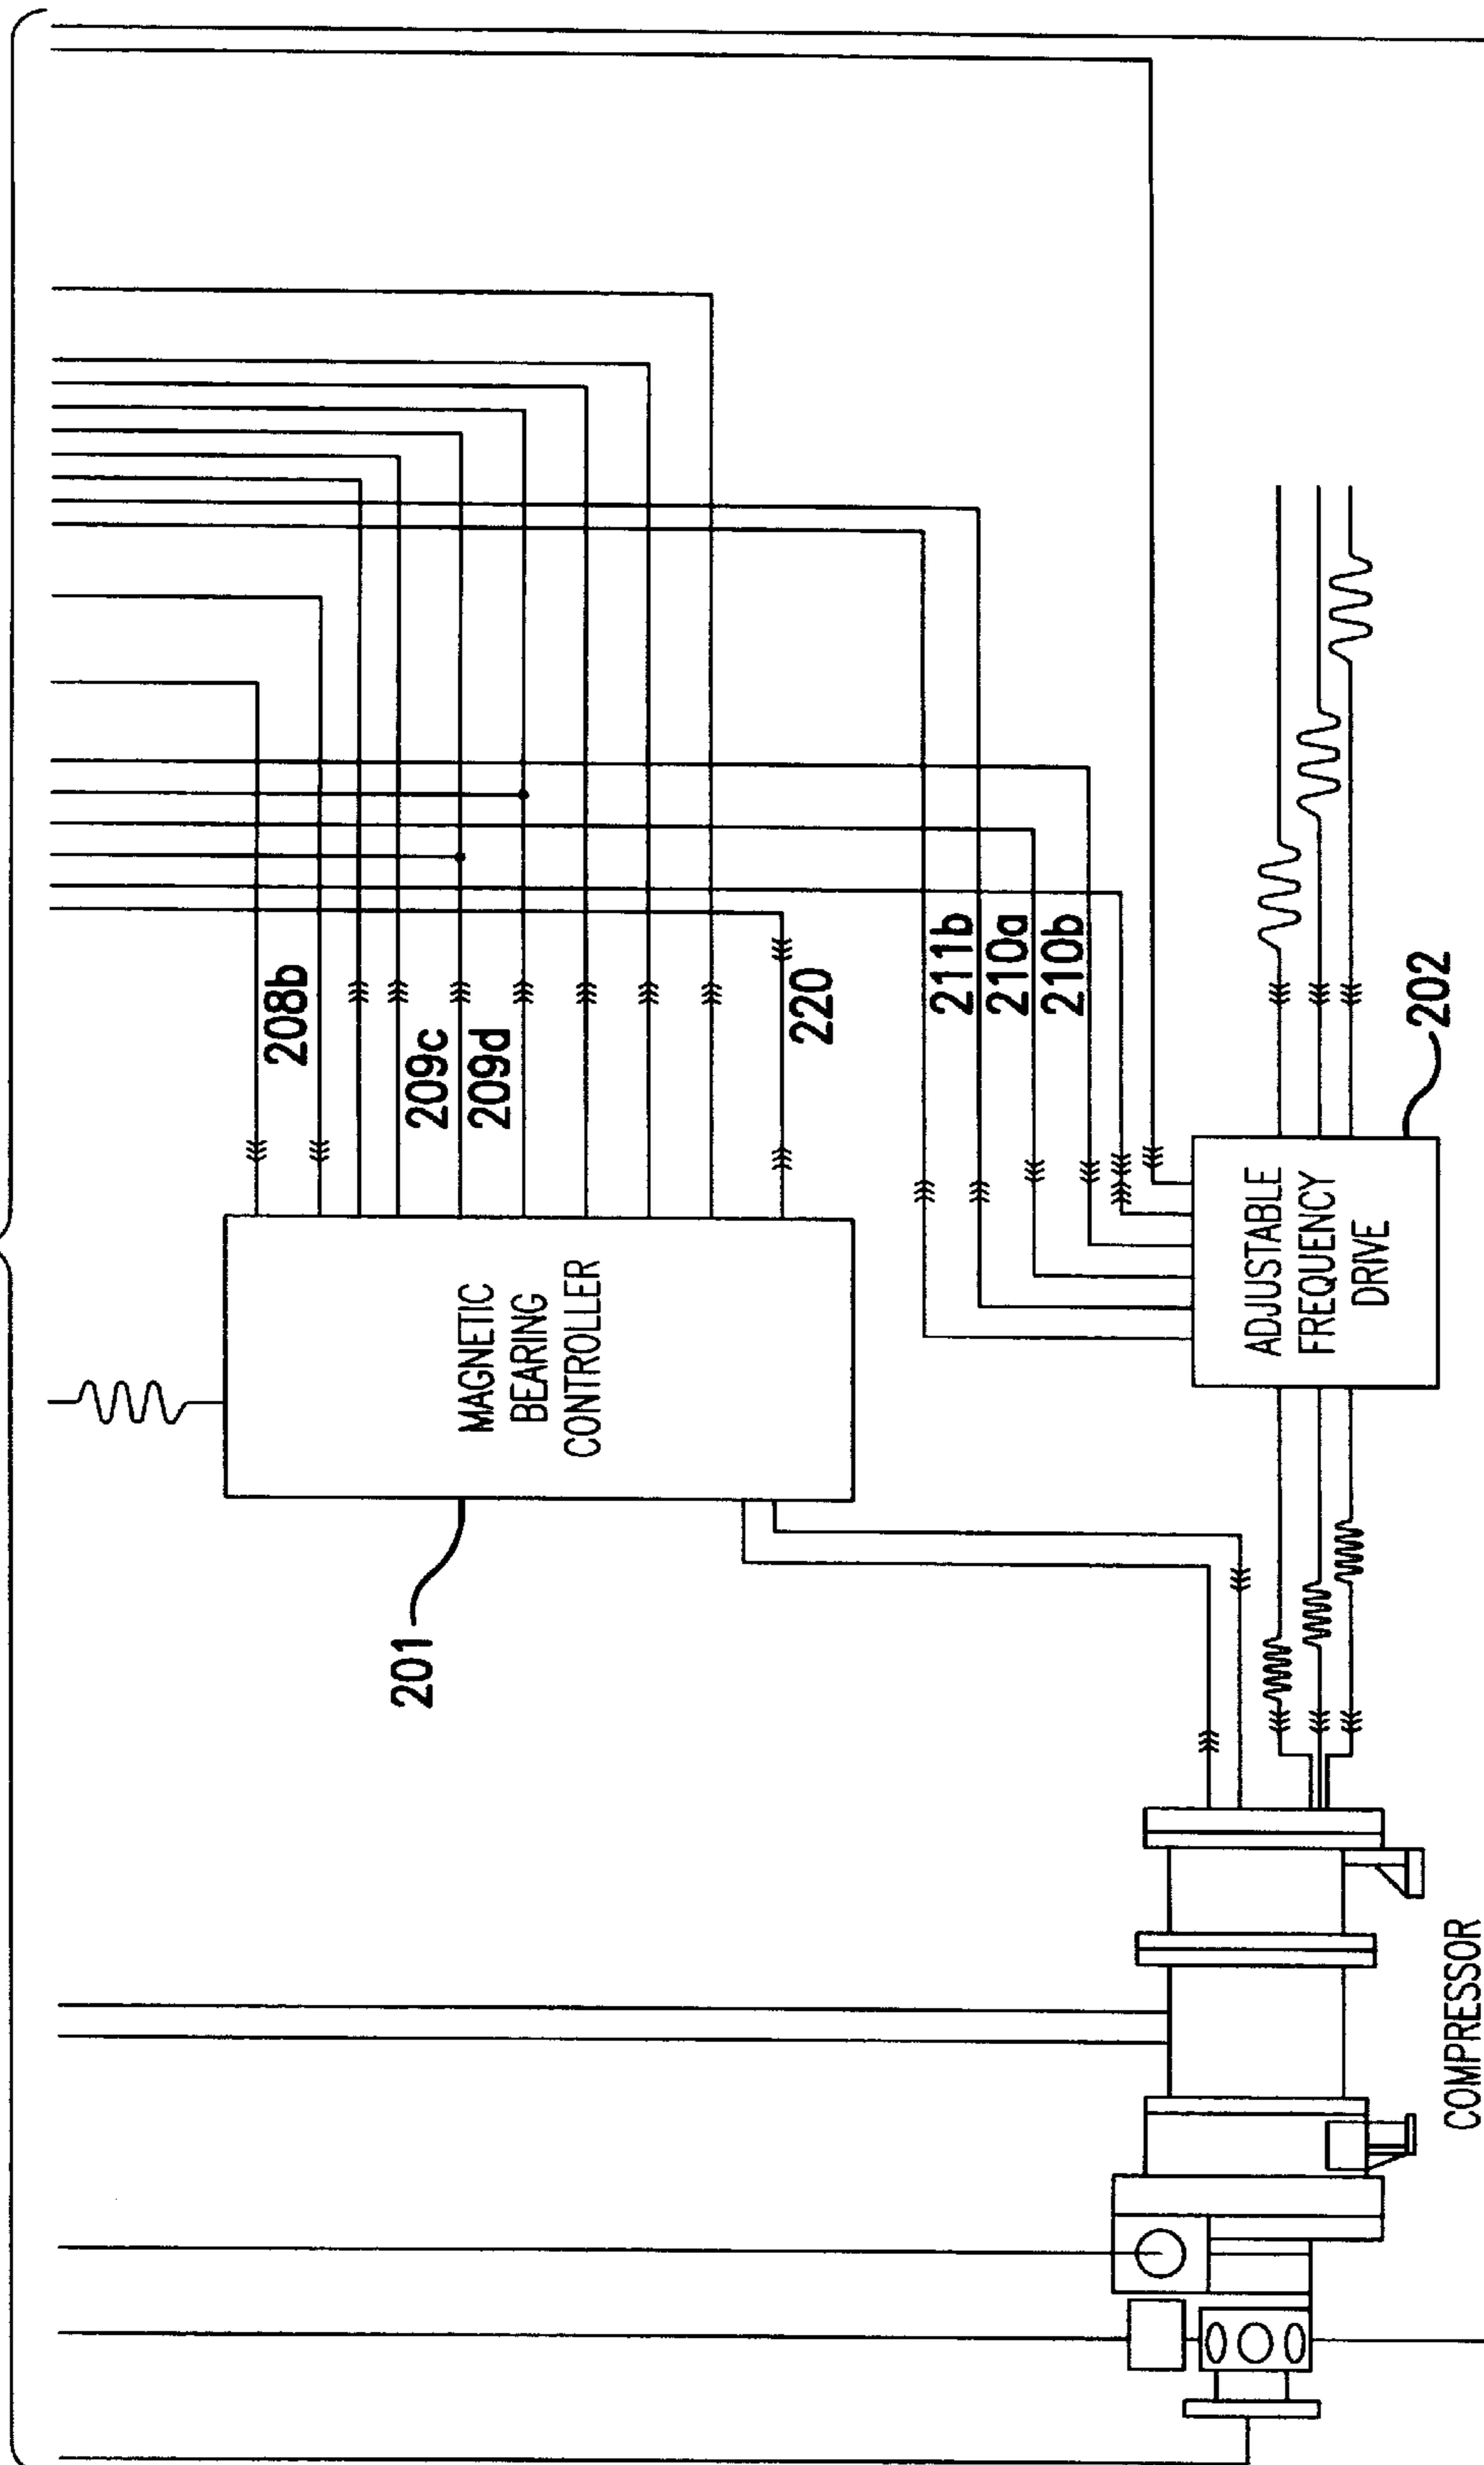 208b
209c
209d
220
MAGNETIC
BEARING
CONTROLLER
201
211b
210a
210b
202
ADJUSTABLE
FREQUENCY
DRIVE
COMPRESSOR